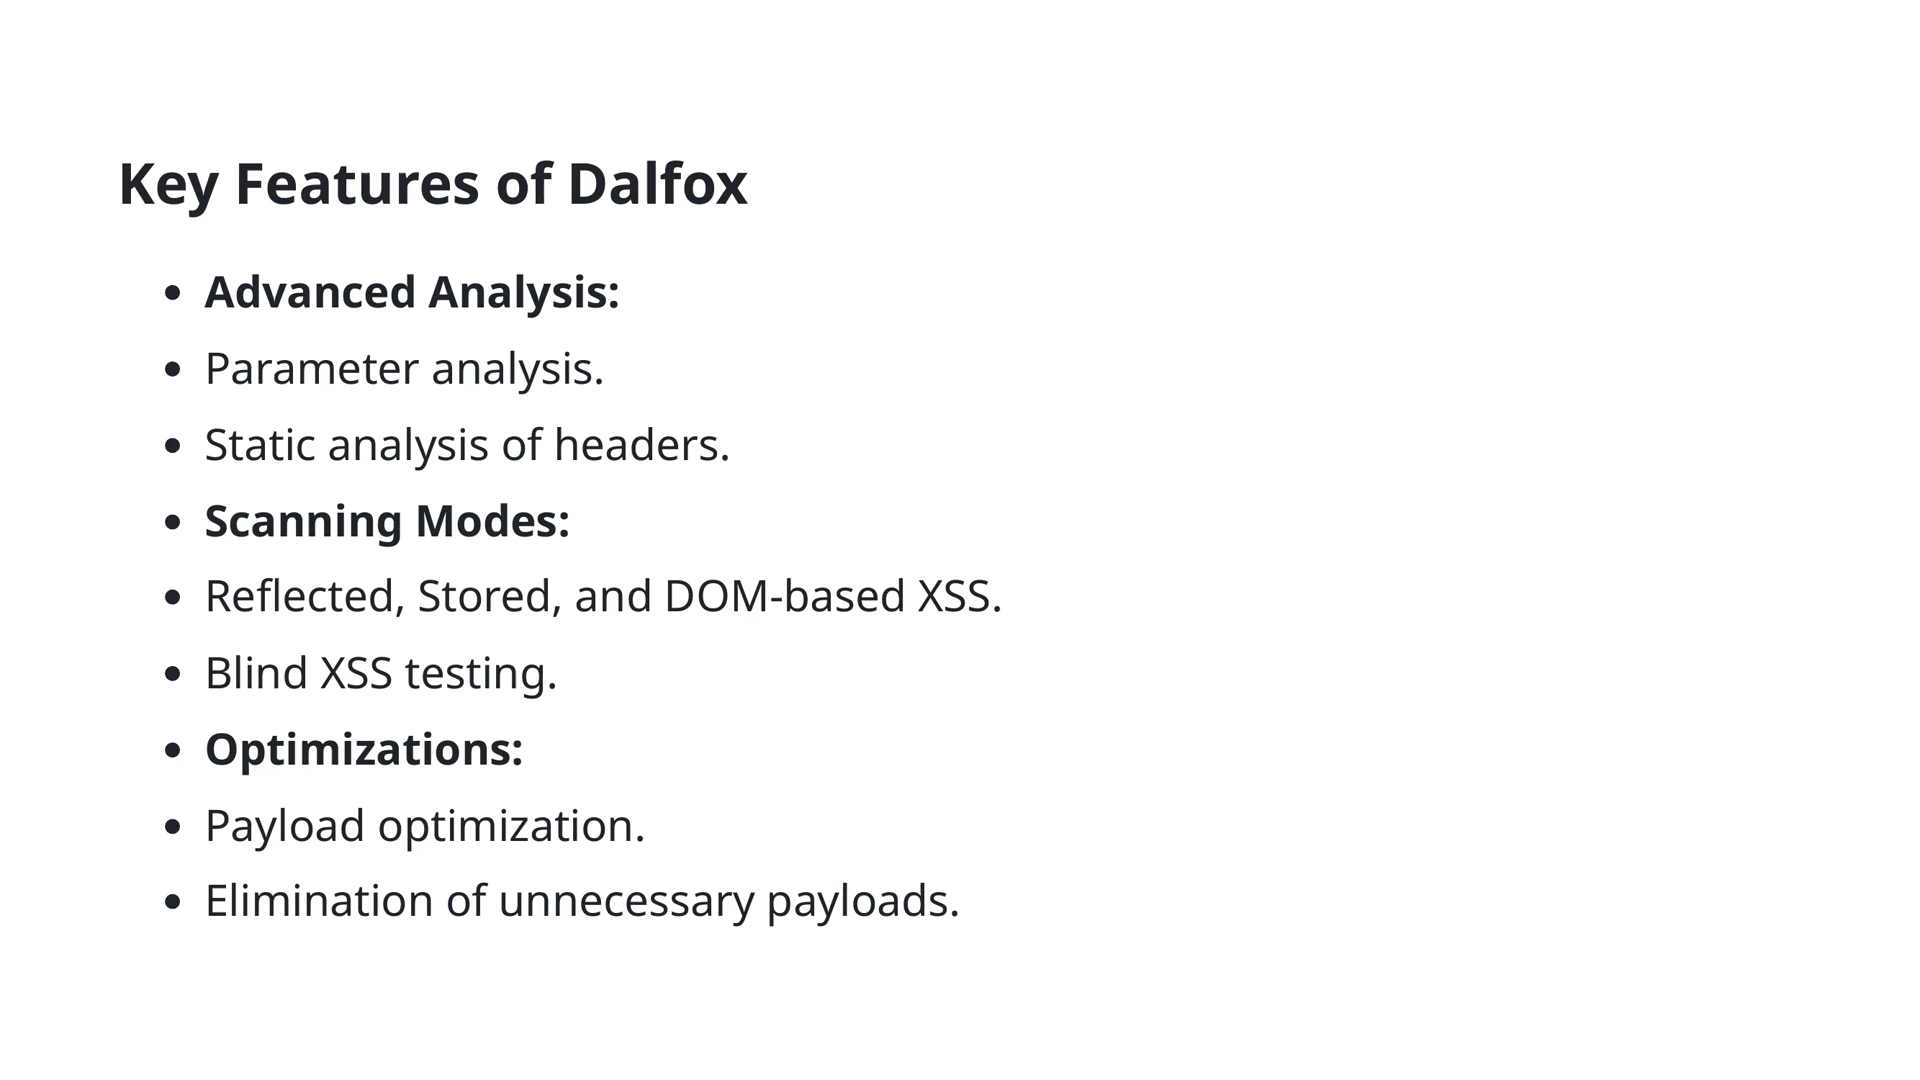 Key Features of Dalfox
• Advanced Analysis:
• Parameter analysis.
• Static analysis of headers.
• Scanning Modes:
• Reflected, Stored, and DOM-based XSS.
• Blind XSS testing.
• Optimizations:
• Payload optimization.
• Elimination of unnecessary payloads.